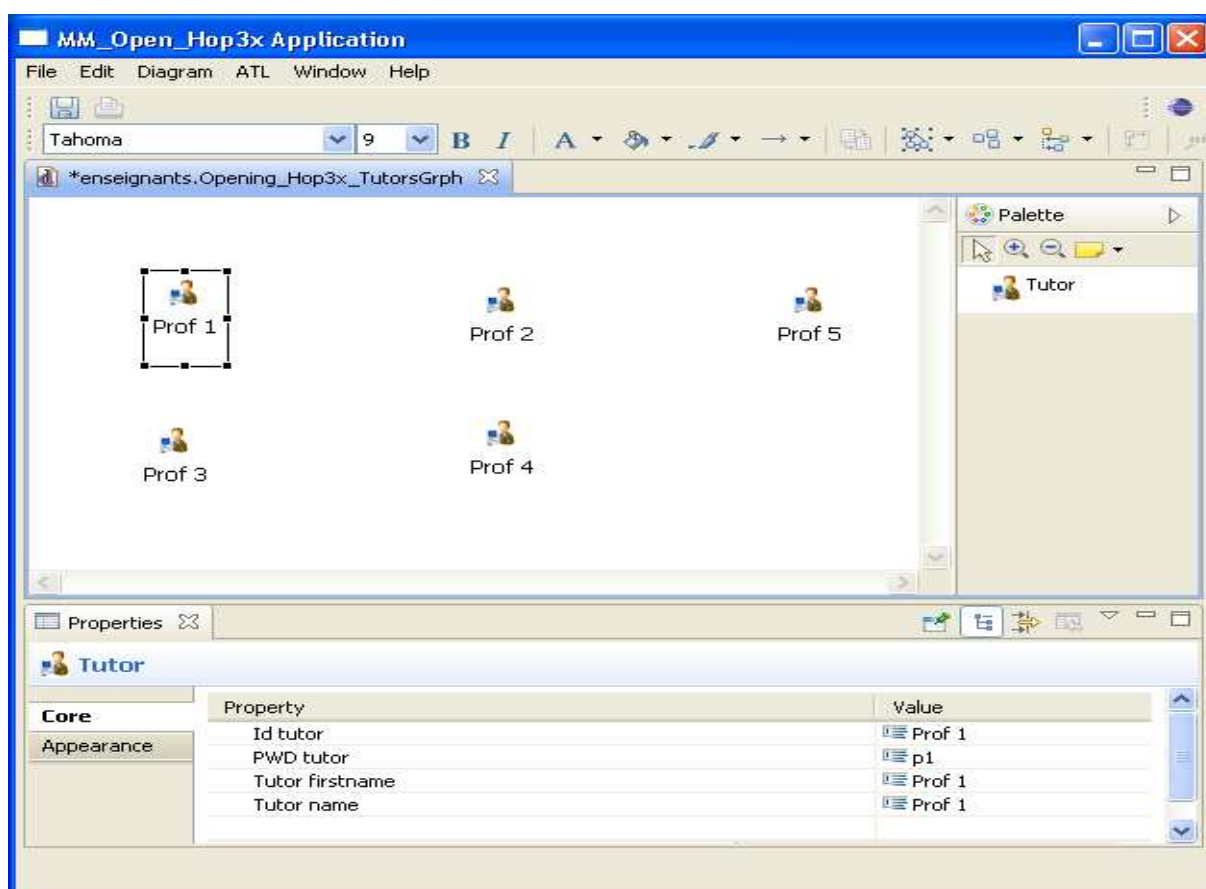 MM_Open_Hop3x Application
File Edit Diagram ATL Window Help
Tahoma 9 B I A
*enseignants.Opening_Hop3x_TutorsGrph
Palette
Tutor
Prof 1
Prof 2
Prof 5
Prof 3
Prof 4
Properties
Tutor
Core
Appearance
Property Value
Id tutor Prof 1
PWD tutor p1
Tutor firstname Prof 1
Tutor name Prof 1